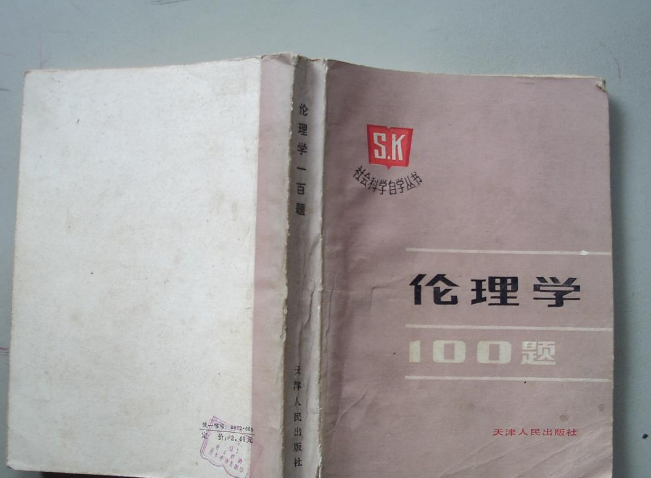 S.K
社会科学自学丛书
伦理学
100题
天津人民出版社
伦理学一百题
天津人民出版社